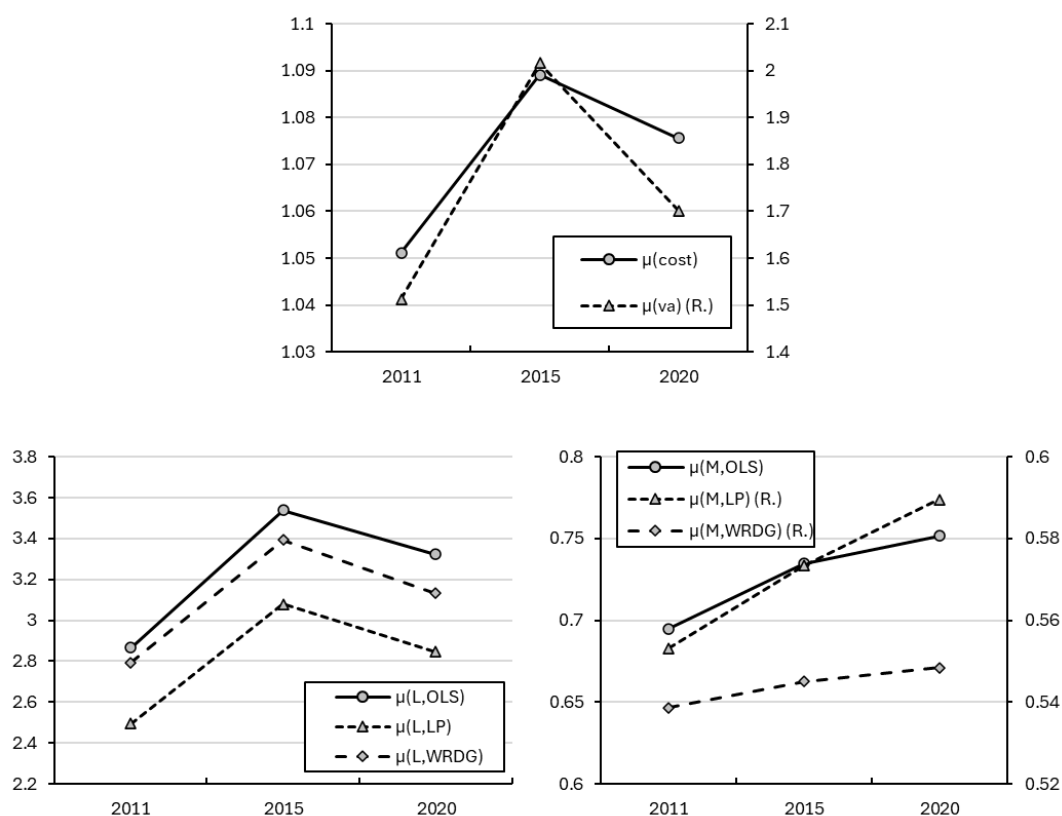 1.1 2.1
1.09 2
1.08 1.9
1.07 1.8
1.06 1.7
1.05 1.6
1.04 1.5
1.03 1.4
μ(cost)
μ(va) (R.)
2011 2015 2020
3.8
3.6
3.4
3.2
3
2.8
2.6
2.4
2.2
μ(L,OLS)
μ(L,LP)
μ(L,WRDG)
2011 2015 2020
0.8 0.6
0.75 0.58
0.7 0.56
0.65 0.54
0.6 0.52
μ(M,OLS)
μ(M,LP) (R.)
μ(M,WRDG) (R.)
2011 2015 2020